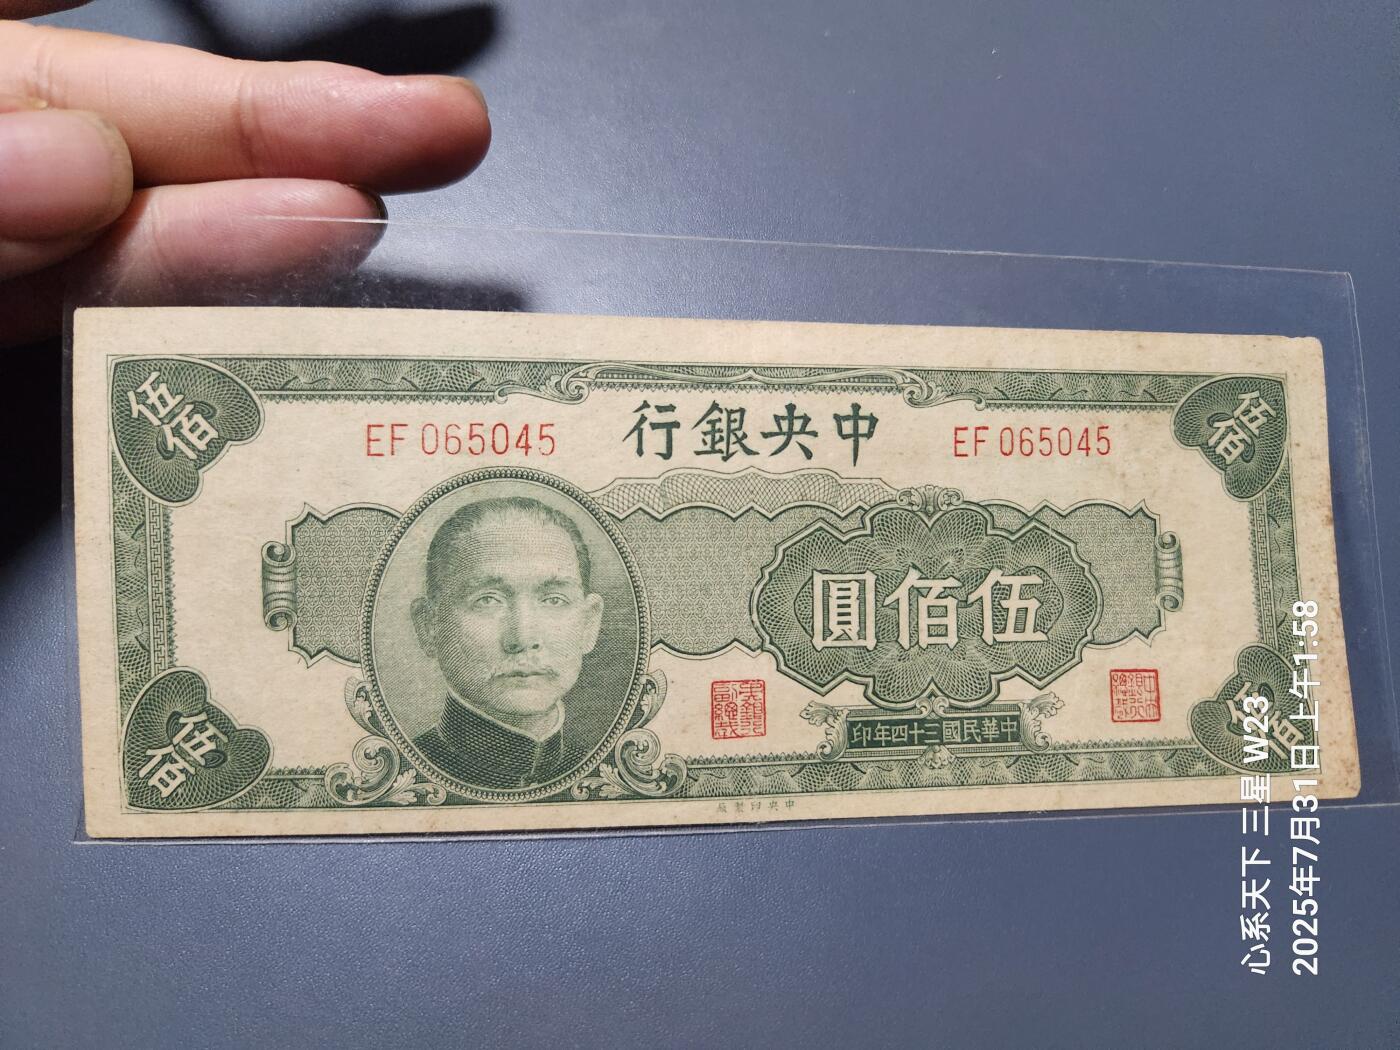 伍佰
伍佰
EF 065045
行銀央中
EF 065045
圓佰伍
印年四十三國民華中
伍佰
伍佰
廠製印央中
心系天下 三星 W23
2025年7月31日 上午1:58